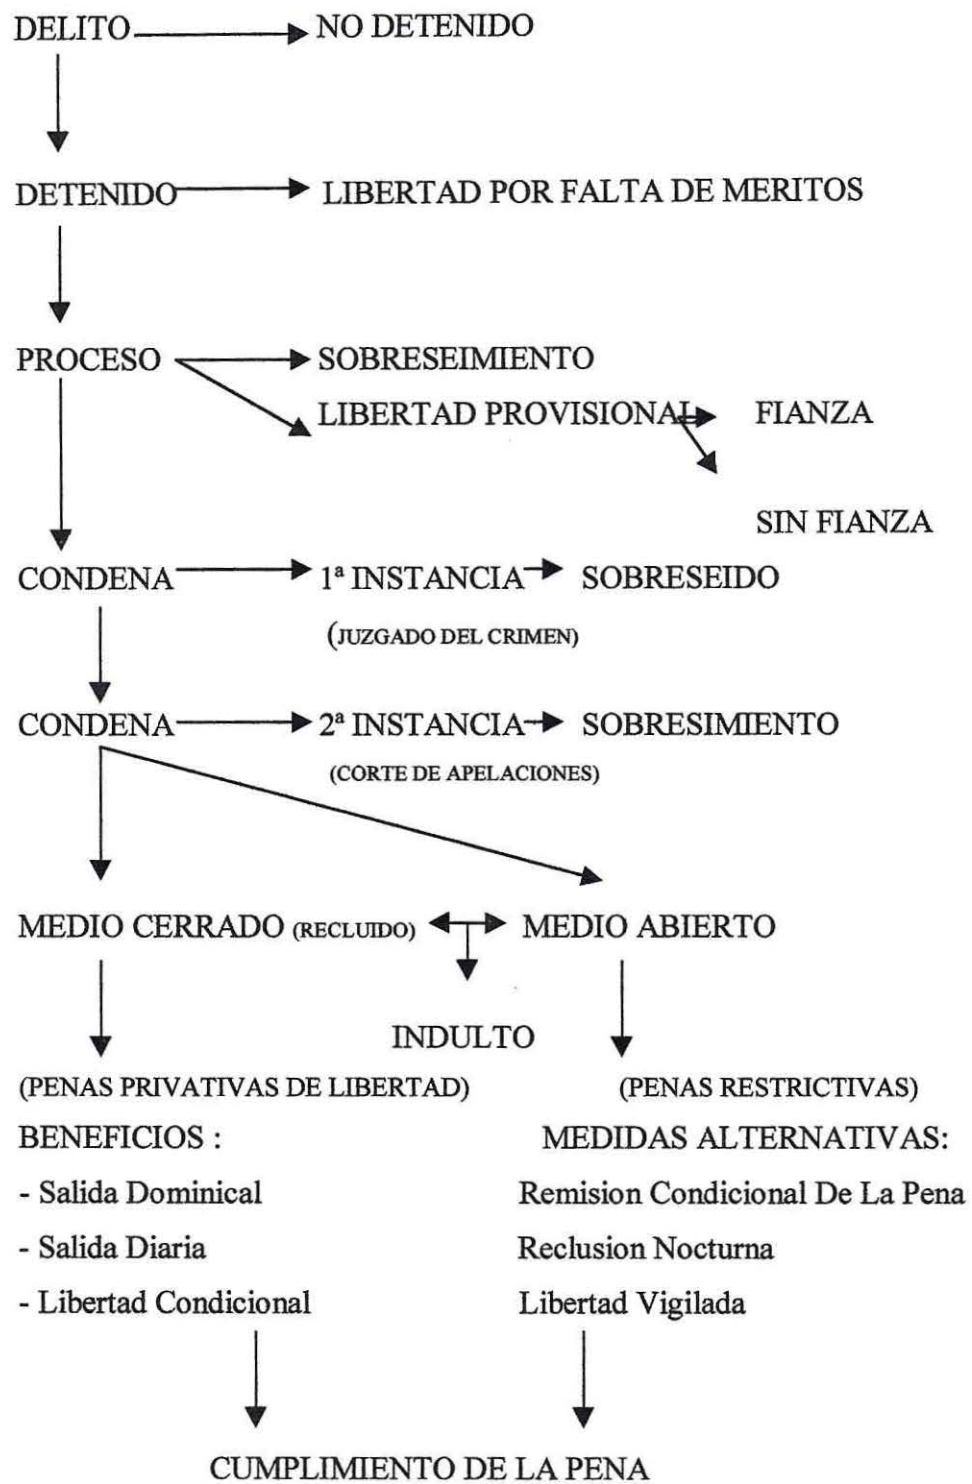 DELITO NO DETENIDO
DETENIDO LIBERTAD POR FALTA DE MERITOS
PROCESO SOBRESEIMIENTO
LIBERTAD PROVISIONAL FIANZA
SIN FIANZA
CONDENA 1ª INSTANCIA SOBRESEIDO
(JUZGADO DEL CRIMEN)
CONDENA 2ª INSTANCIA SOBRESIMIENTO
(CORTE DE APELACIONES)
MEDIO CERRADO (RECLUIDO) MEDIO ABIERTO
INDULTO
(PENAS PRIVATIVAS DE LIBERTAD) (PENAS RESTRICTIVAS)
BENEFICIOS : MEDIDAS ALTERNATIVAS:
- Salida Dominical Remision Condicional De La Pena
- Salida Diaria Reclusion Nocturna
- Libertad Condicional Libertad Vigilada
CUMPLIMIENTO DE LA PENA